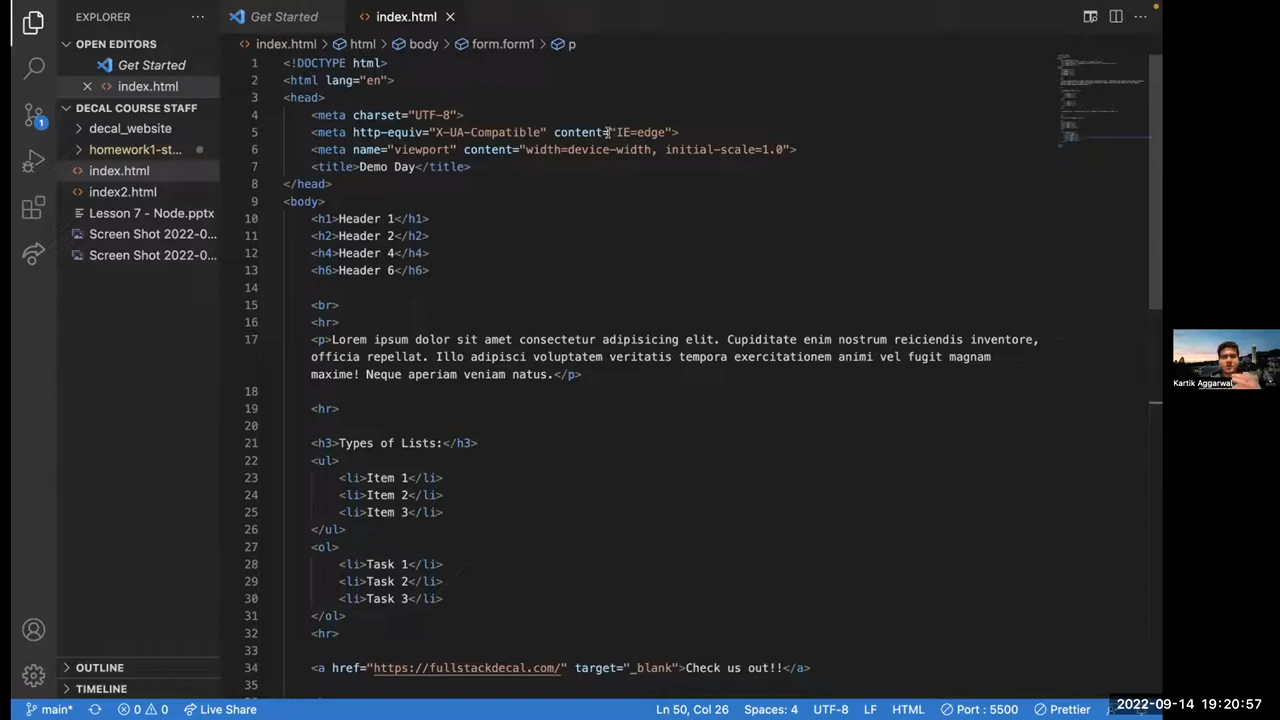 EXPLORER
Get Started
index.html
OPEN EDITORS
Get Started
index.html
DECAL COURSE STAFF
decal_website
homework1-st...
index.html
index2.html
Lesson 7 - Node.pptx
Screen Shot 2022-0...
Screen Shot 2022-0...
OUTLINE
TIMELINE
index.html > html > body > form.form1 > p
1 <!DOCTYPE html>
2 <html lang="en">
3 <head>
4 <meta charset="UTF-8">
5 <meta http-equiv="X-UA-Compatible" content="IE=edge">
6 <meta name="viewport" content="width=device-width, initial-scale=1.0">
7 <title>Demo Day</title>
8 </head>
9 <body>
10 <h1>Header 1</h1>
11 <h2>Header 2</h2>
12 <h4>Header 4</h4>
13 <h6>Header 6</h6>
14
15 <br>
16 <hr>
17 <p>Lorem ipsum dolor sit amet consectetur adipisicing elit. Cupiditate enim nostrum reiciendis inventore,
officia repellat. Illo adipisci voluptatem veritatis tempora exercitationem animi vel fugit magnam
maxime! Neque aperiam veniam natus.</p>
18
19 <hr>
20
21 <h3>Types of Lists:</h3>
22 <ul>
23 <li>Item 1</li>
24 <li>Item 2</li>
25 <li>Item 3</li>
26 </ul>
27 <ol>
28 <li>Task 1</li>
29 <li>Task 2</li>
30 <li>Task 3</li>
31 </ol>
32 <hr>
33
34 <a href="https://fullstackdecal.com/" target="_blank">Check us out!!</a>
35
Kartik Aggarwal
1
main* 0 0 Live Share
Ln 50, Col 26 Spaces: 4 UTF-8 LF HTML Port : 5500 Prettier
2022-09-14 19:20:57